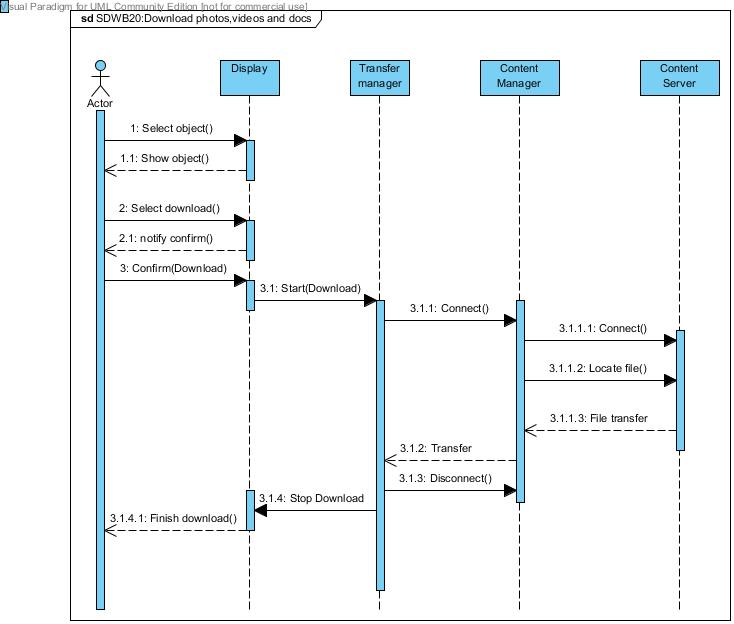 Visual Paradigm for UML Community Edition [not for commercial use]
sd SDWB20:Download photos,videos and docs
Actor
Display
Transfer
manager
Content
Manager
Content
Server
1: Select object()
1.1: Show object()
2: Select download()
2.1: notify confirm()
3: Confirm(Download)
3.1: Start(Download)
3.1.1: Connect()
3.1.1.1: Connect()
3.1.1.2: Locate file()
3.1.1.3: File transfer
3.1.2: Transfer
3.1.3: Disconnect()
3.1.4: Stop Download
3.1.4.1: Finish download()